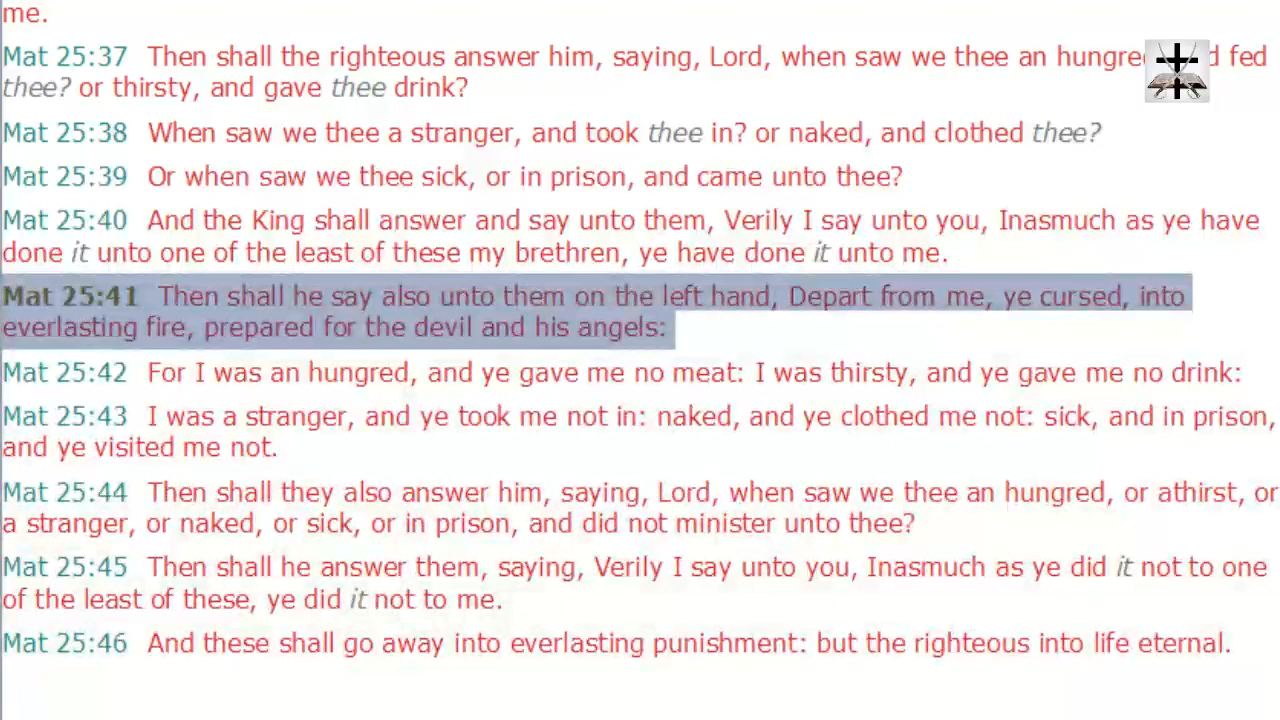 me.
Mat 25:37 Then shall the righteous answer him, saying, Lord, when saw we thee an hungred fed
thee? or thirsty, and gave thee drink?
Mat 25:38 When saw we thee a stranger, and took thee in? or naked, and clothed thee?
Mat 25:39 Or when saw we thee sick, or in prison, and came unto thee?
Mat 25:40 And the King shall answer and say unto them, Verily I say unto you, Inasmuch as ye have
done it unto one of the least of these my brethren, ye have done it unto me.
Mat 25:41 Then shall he say also unto them on the left hand, Depart from me, ye cursed, into
everlasting fire, prepared for the devil and his angels:
Mat 25:42 For I was an hungred, and ye gave me no meat: I was thirsty, and ye gave me no drink:
Mat 25:43 I was a stranger, and ye took me not in: naked, and ye clothed me not: sick, and in prison,
and ye visited me not.
Mat 25:44 Then shall they also answer him, saying, Lord, when saw we thee an hungred, or athirst, or
a stranger, or naked, or sick, or in prison, and did not minister unto thee?
Mat 25:45 Then shall he answer them, saying, Verily I say unto you, Inasmuch as ye did it not to one
of the least of these, ye did it not to me.
Mat 25:46 And these shall go away into everlasting punishment: but the righteous into life eternal.